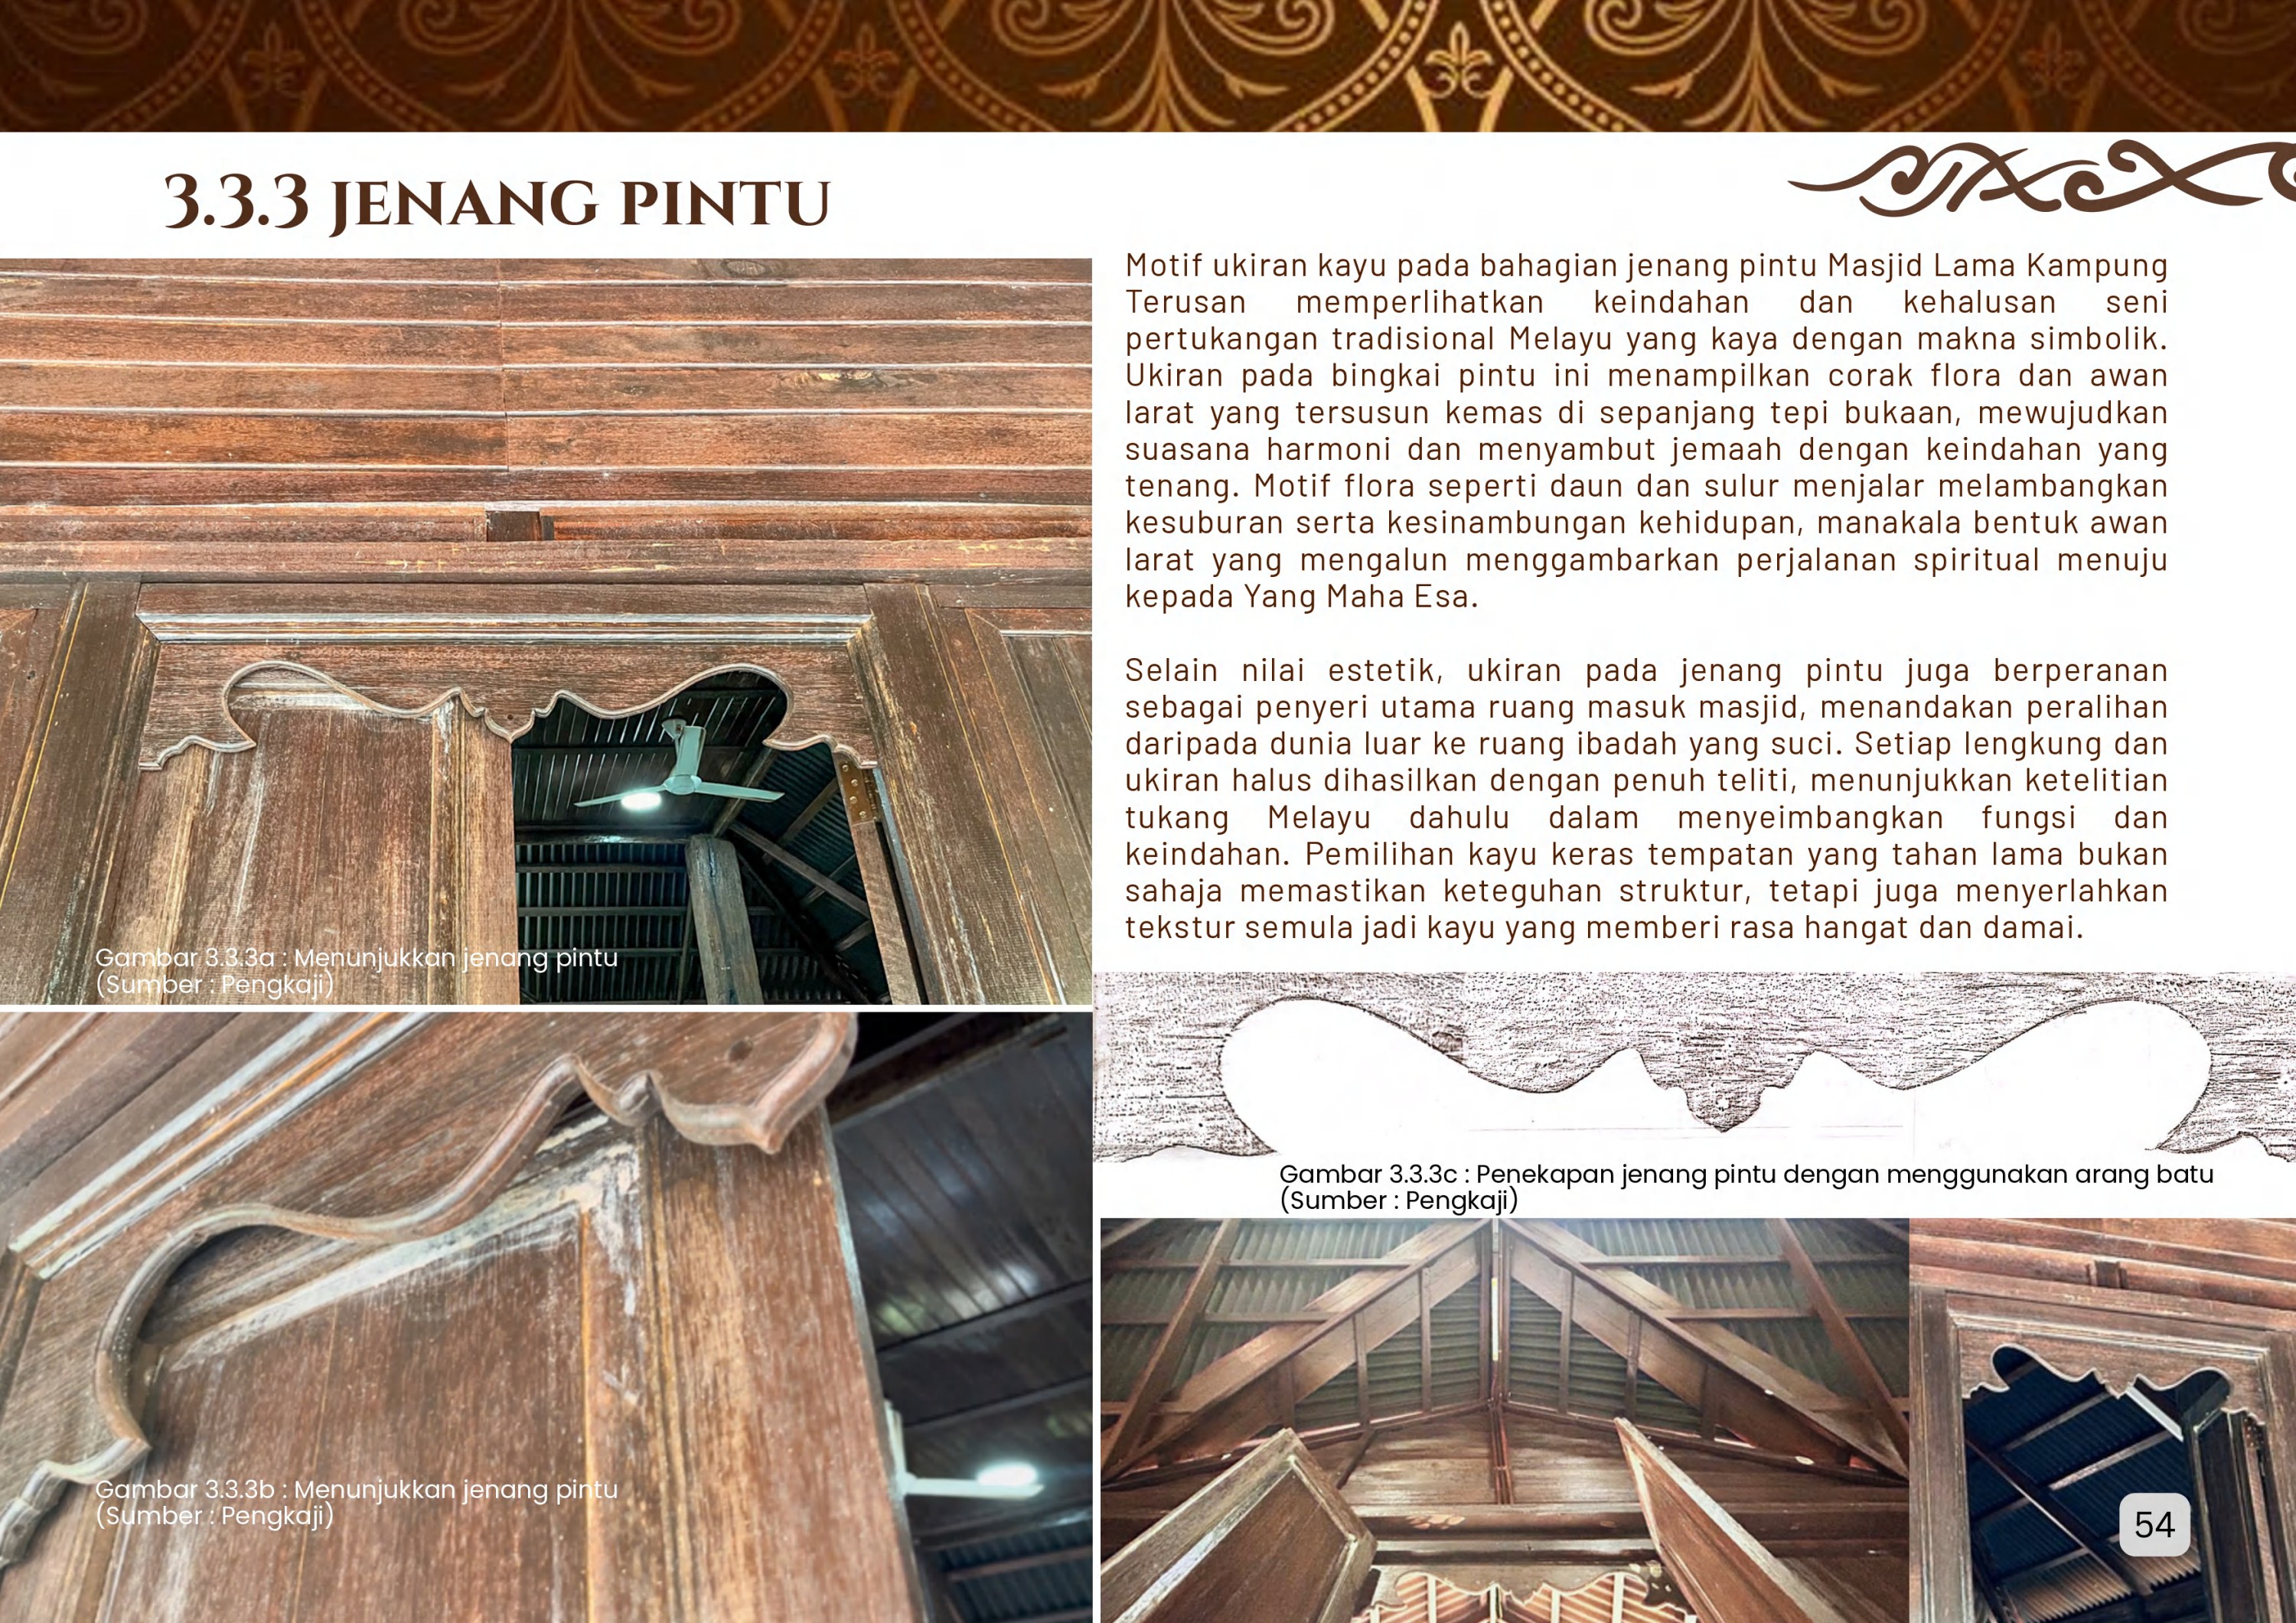 3.3.3 JENANG PINTU
Motif ukiran kayu pada bahagian jenang pintu Masjid Lama Kampung
Terusan memperlihatkan keindahan dan kehalusan seni
pertukangan tradisional Melayu yang kaya dengan makna simbolik.
Ukiran pada bingkai pintu ini menampilkan corak flora dan awan
larat yang tersusun kemas di sepanjang tepi bukaan, mewujudkan
suasana harmoni dan menyambut jemaah dengan keindahan yang
tenang. Motif flora seperti daun dan sulur menjalar melambangkan
kesuburan serta kesinambungan kehidupan, manakala bentuk awan
larat yang mengalun menggambarkan perjalanan spiritual menuju
kepada Yang Maha Esa.
Selain nilai estetik, ukiran pada jenang pintu juga berperanan
sebagai penyeri utama ruang masuk masjid, menandakan peralihan
daripada dunia luar ke ruang ibadah yang suci. Setiap lengkung dan
ukiran halus dihasilkan dengan penuh teliti, menunjukkan ketelitian
tukang Melayu dahulu dalam menyeimbangkan fungsi dan
keindahan. Pemilihan kayu keras tempatan yang tahan lama bukan
sahaja memastikan keteguhan struktur, tetapi juga menyerlahkan
tekstur semula jadi kayu yang memberi rasa hangat dan damai.
Gambar 3.3.3a : Menunjukkan jenang pintu
(Sumber : Pengkaji)
Gambar 3.3.3b : Menunjukkan jenang pintu
(Sumber : Pengkaji)
Gambar 3.3.3c : Penekapan jenang pintu dengan menggunakan arang batu
(Sumber : Pengkaji)
54